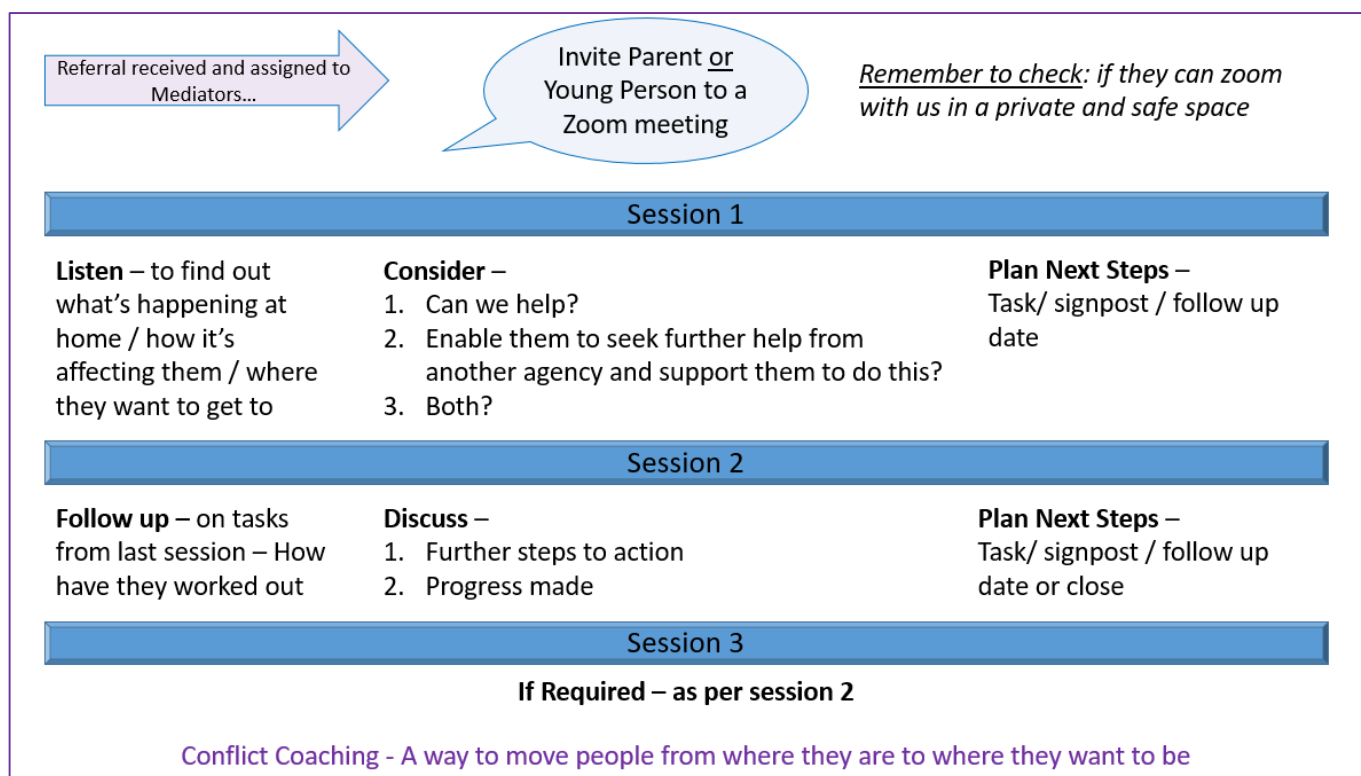 Referral received and assigned to
Mediators…
Invite Parent or
Young Person to a
Zoom meeting
Remember to check: if they can zoom
with us in a private and safe space
Session 1
Listen – to find out
what's happening at
home / how it's
affecting them / where
they want to get to
Consider –
1. Can we help?
2. Enable them to seek further help from
another agency and support them to do this?
3. Both?
Plan Next Steps –
Task/ signpost / follow up
date
Session 2
Follow up – on tasks
from last session – How
have they worked out
Discuss –
1. Further steps to action
2. Progress made
Plan Next Steps –
Task/ signpost / follow up
date or close
Session 3
If Required – as per session 2
Conflict Coaching - A way to move people from where they are to where they want to be